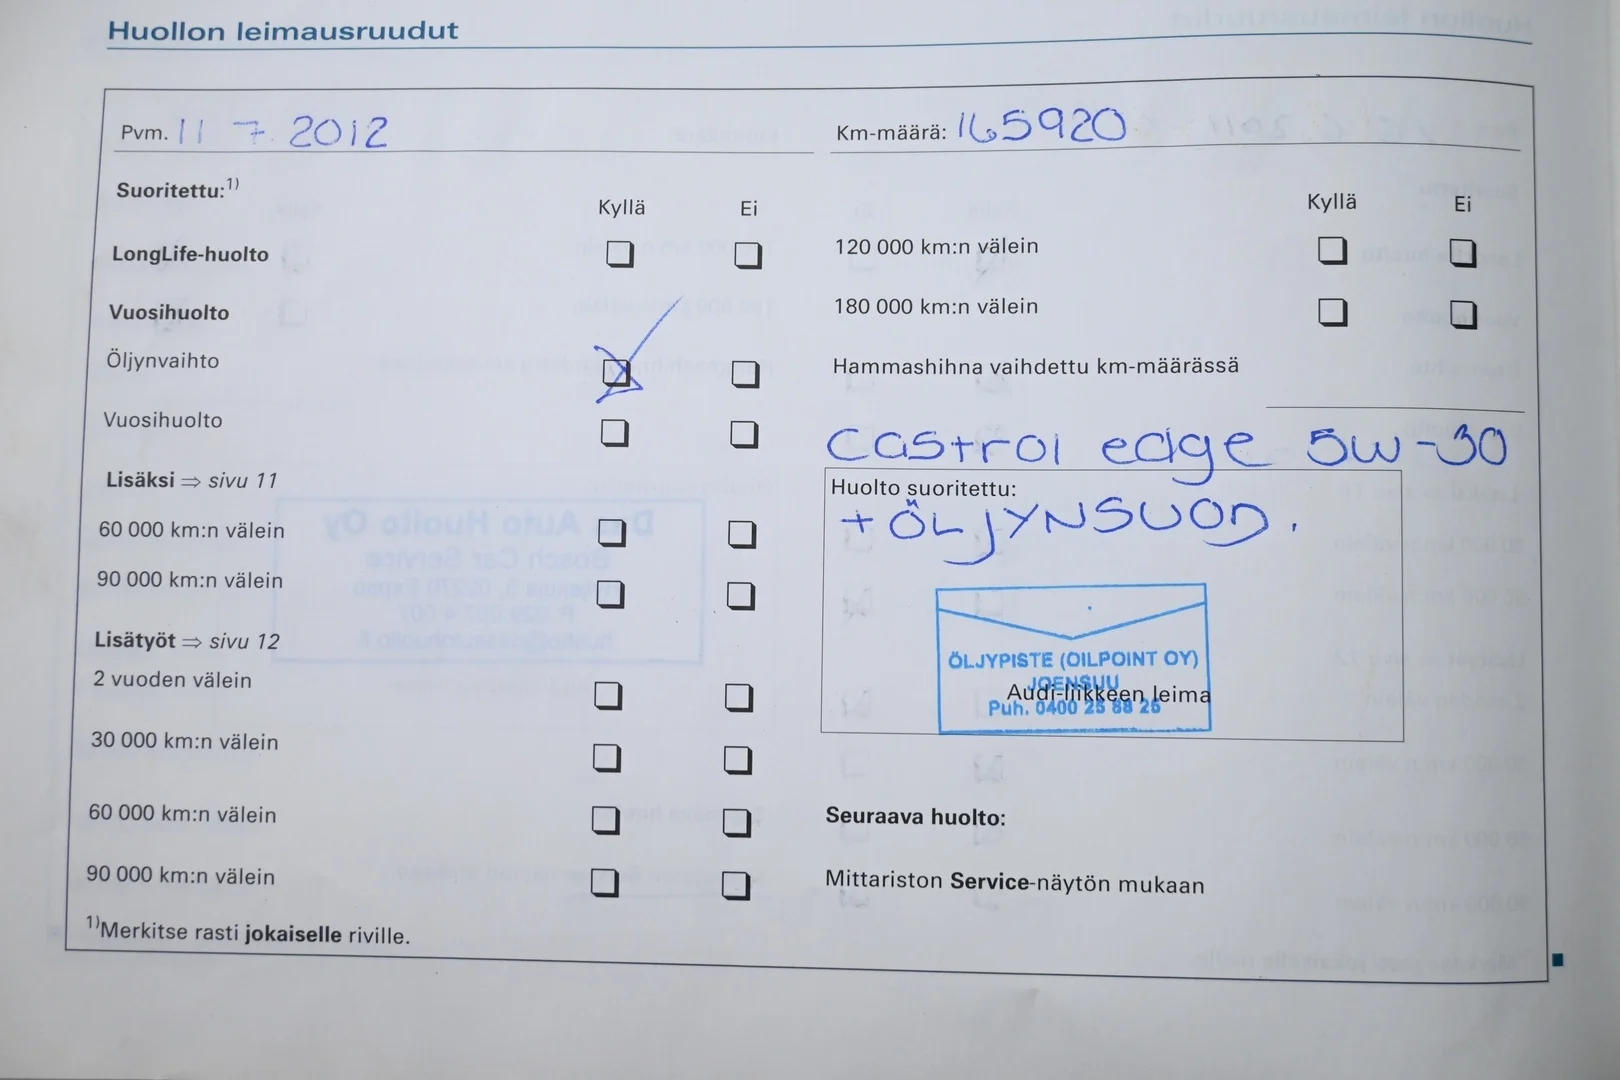 Huollon leimausruudut
Pvm. 11 7. 2012
Suoritettu:1)
Kyllä Ei
LongLife-huolto
Vuosihuolto
Öljynvaihto
Vuosihuolto
Lisäksi ⇒ sivu 11
60 000 km:n välein
90 000 km:n välein
Lisätyöt ⇒ sivu 12
2 vuoden välein
30 000 km:n välein
60 000 km:n välein
90 000 km:n välein
1)Merkitse rasti jokaiselle riville.
Km-määrä: 165920
Kyllä Ei
120 000 km:n välein
180 000 km:n välein
Hammashihna vaihdettu km-määrässä
Castrol edge 5W-30
Huolto suoritettu:
+ ÖLJYNSUOD.
ÖLJYPISTE (OILPOINT OY)
JOENSUU
Audi-liikkeen leima
Puh. 0400 25 88 25
Seuraava huolto:
Mittariston Service-näytön mukaan